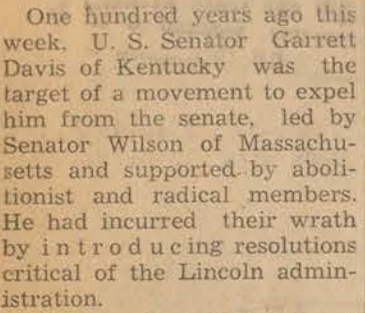 One hundred years ago this
week, U. S. Senator Garrett
Davis of Kentucky was the
target of a movement to expel
him from the senate, led by
Senator Wilson of Massachu-
setts and supported by aboli-
tionist and radical members.
He had incurred their wrath
by introducing resolutions
critical of the Lincoln admin-
istration.